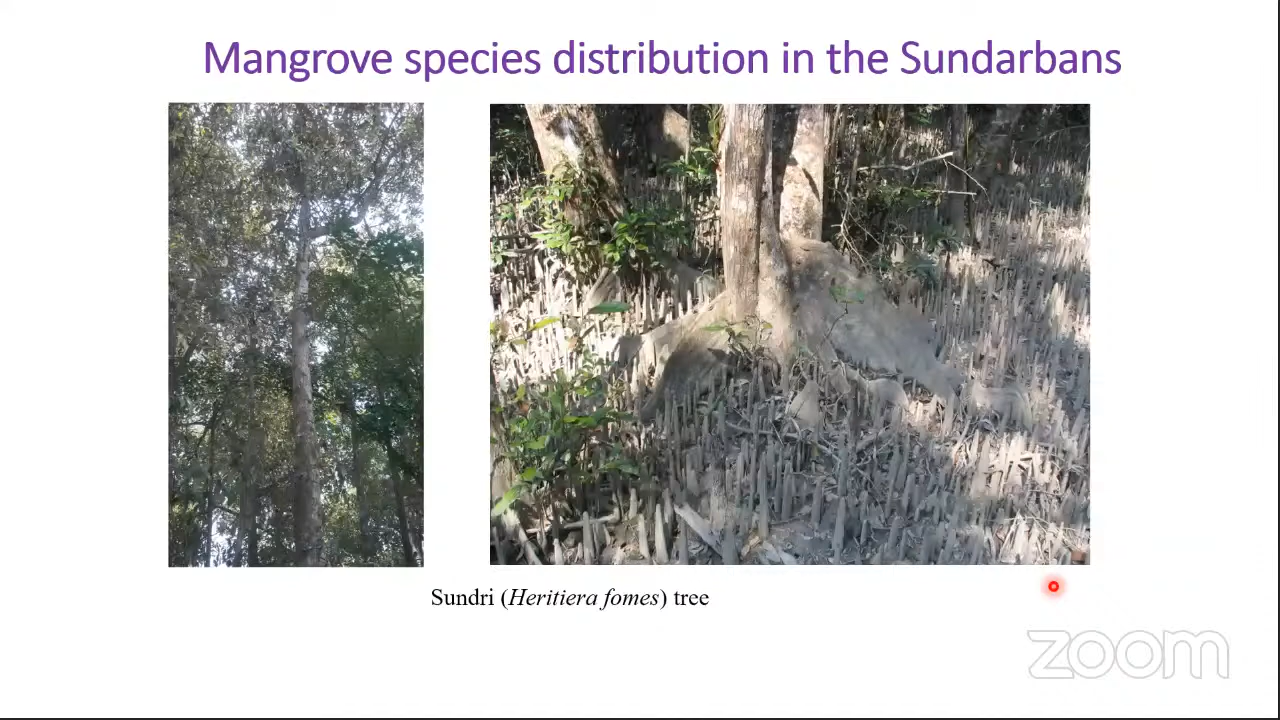 Mangrove species distribution in the Sundarbans
Sundri (Heritiera fomes) tree
zoom